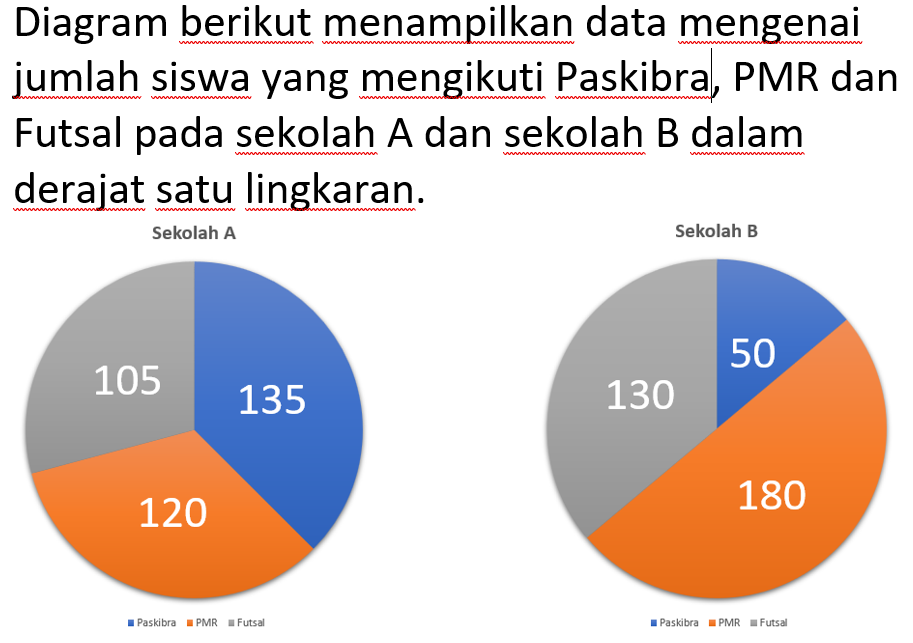 Diagram berikut menampilkan data mengenai
jumlah siswa yang mengikuti Paskibra, PMR dan
Futsal pada sekolah A dan sekolah B dalam
derajat satu lingkaran.
Sekolah A
105
135
120
Paskibra PMR Futsal
Sekolah B
50
130
180
Paskibra PMR Futsal